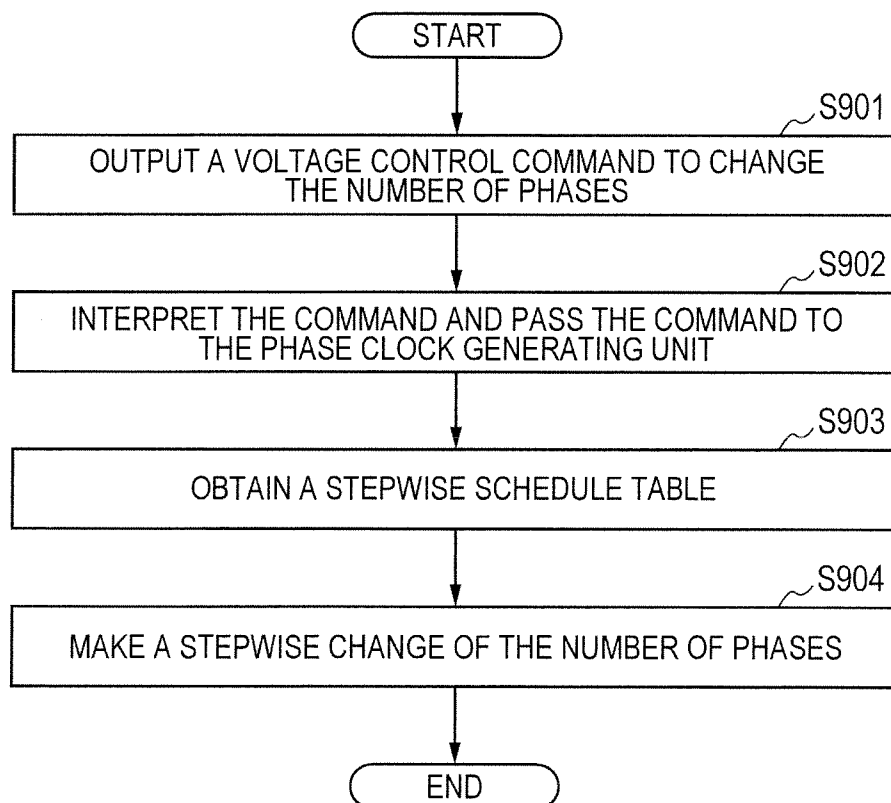 START
S901
OUTPUT A VOLTAGE CONTROL COMMAND TO CHANGE
THE NUMBER OF PHASES
S902
INTERPRET THE COMMAND AND PASS THE COMMAND TO
THE PHASE CLOCK GENERATING UNIT
S903
OBTAIN A STEPWISE SCHEDULE TABLE
S904
MAKE A STEPWISE CHANGE OF THE NUMBER OF PHASES
END